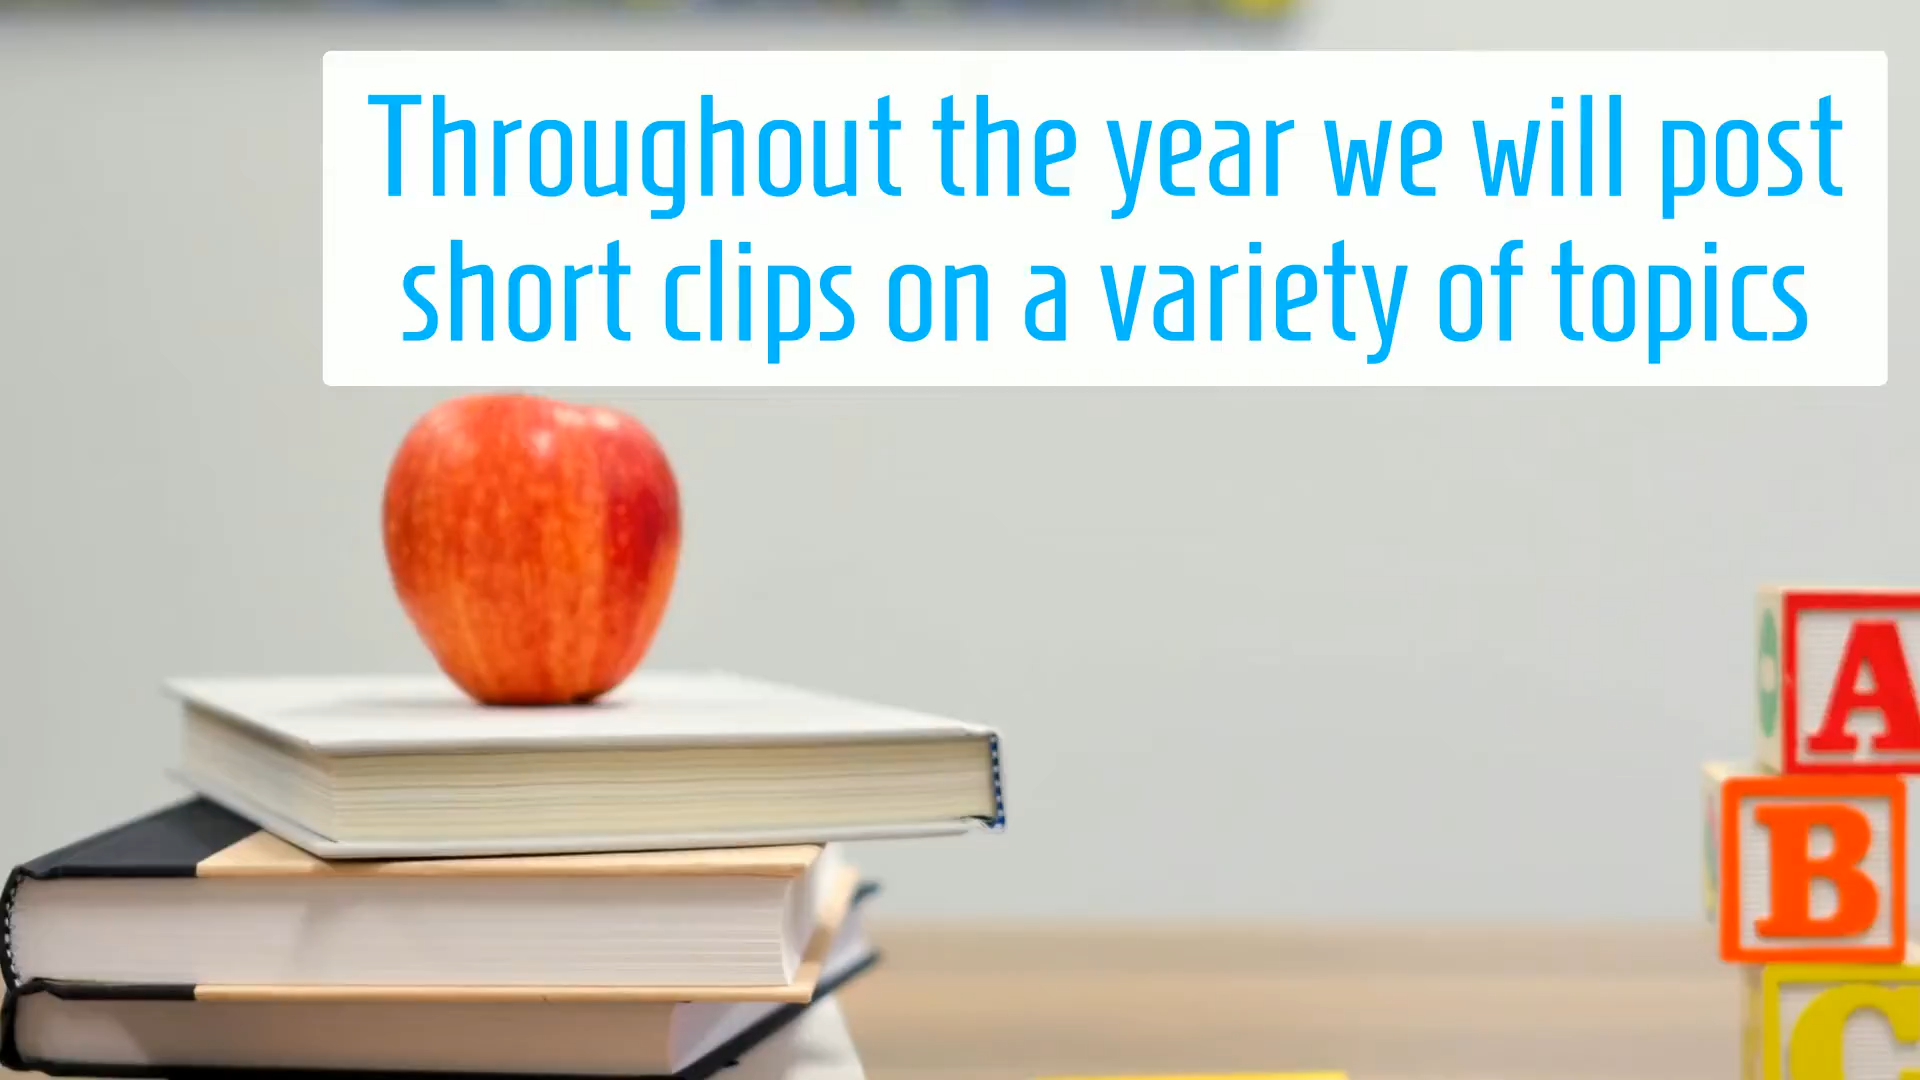 Throughout the year we will post
short clips on a variety of topics
A
B
C